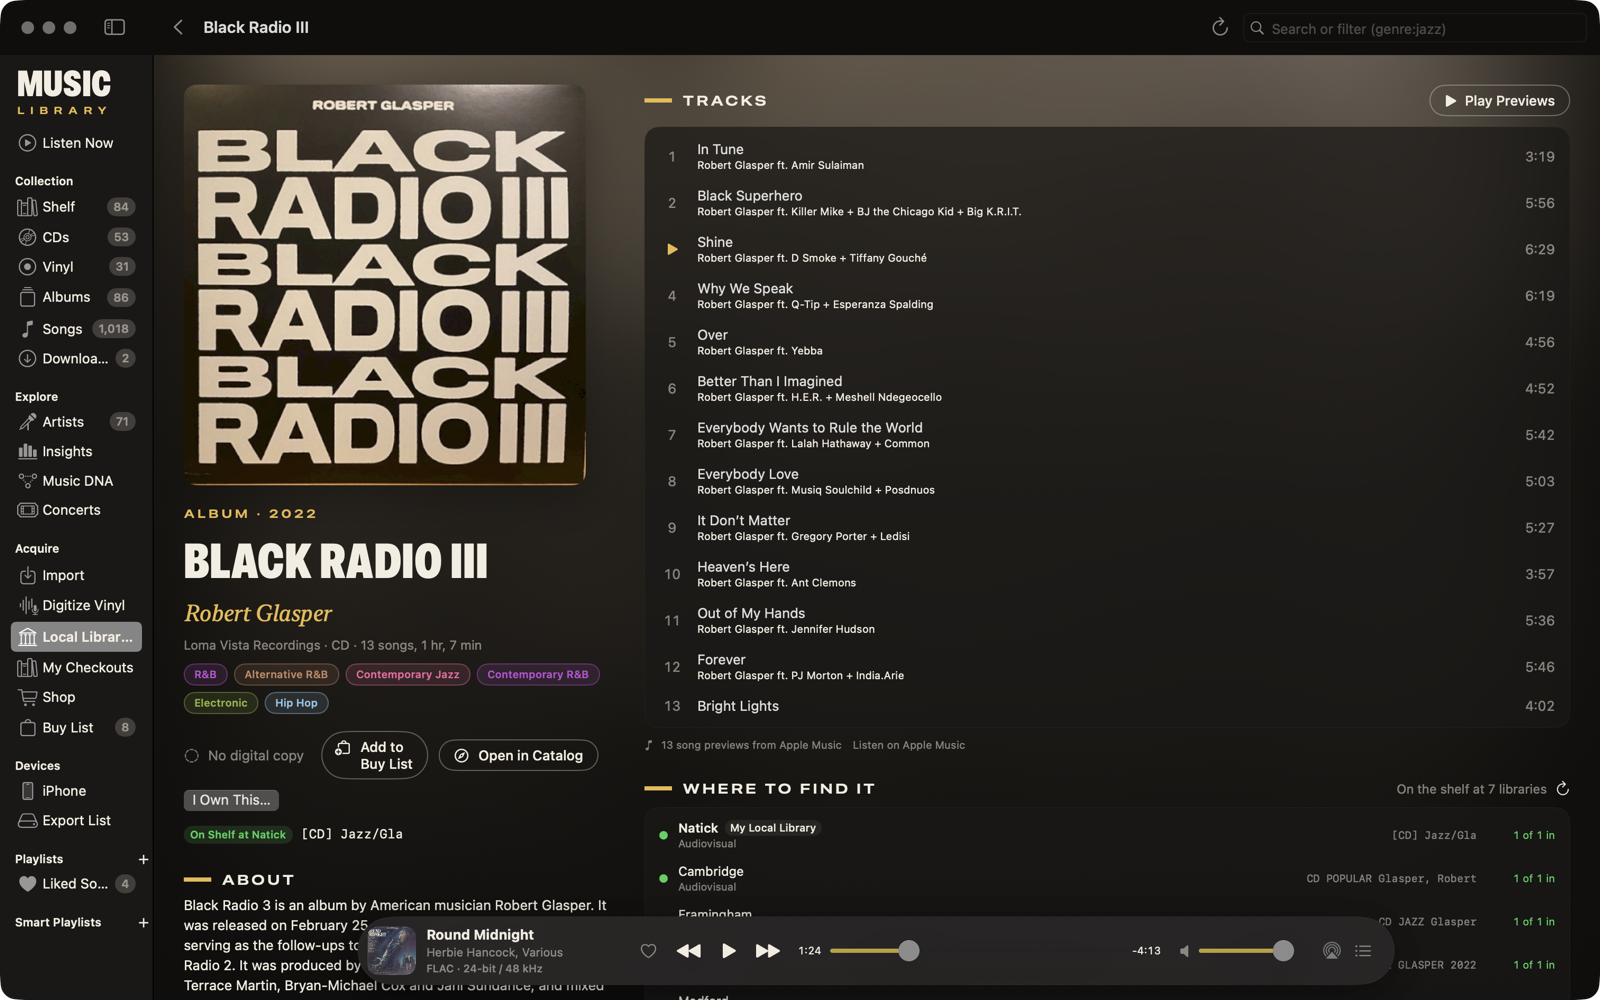 Black Radio III
Search or filter (genre:jazz)
MUSIC
LIBRARY
Listen Now
Collection
Shelf 84
CDs 53
Vinyl 31
Albums 86
Songs 1,018
Downloa... 2
Explore
Artists 71
Insights
Music DNA
Concerts
Acquire
Import
Digitize Vinyl
Local Librar...
My Checkouts
Shop
Buy List 8
Devices
iPhone
Export List
Playlists +
Liked So... 4
Smart Playlists +
ROBERT GLASPER
BLACK
RADIO III
BLACK
RADIO III
BLACK
RADIO III
ALBUM · 2022
BLACK RADIO III
Robert Glasper
Loma Vista Recordings · CD · 13 songs, 1 hr, 7 min
R&B Alternative R&B Contemporary Jazz Contemporary R&B
Electronic Hip Hop
No digital copy
Add to
Buy List
Open in Catalog
I Own This...
On Shelf at Natick [CD] Jazz/Gla
ABOUT
Black Radio 3 is an album by American musician Robert Glasper. It
was released on February 25
serving as the follow-ups to
Radio 2. It was produced by
Terrace Martin, Bryan-Michael Cox and Jahi Sundance, and mixed
TRACKS
Play Previews
1 In Tune 3:19
Robert Glasper ft. Amir Sulaiman
2 Black Superhero 5:56
Robert Glasper ft. Killer Mike + BJ the Chicago Kid + Big K.R.I.T.
Shine 6:29
Robert Glasper ft. D Smoke + Tiffany Gouché
4 Why We Speak 6:19
Robert Glasper ft. Q-Tip + Esperanza Spalding
5 Over 4:56
Robert Glasper ft. Yebba
6 Better Than I Imagined 4:52
Robert Glasper ft. H.E.R. + Meshell Ndegeocello
7 Everybody Wants to Rule the World 5:42
Robert Glasper ft. Lalah Hathaway + Common
8 Everybody Love 5:03
Robert Glasper ft. Musiq Soulchild + Posdnuos
9 It Don't Matter 5:27
Robert Glasper ft. Gregory Porter + Ledisi
10 Heaven's Here 3:57
Robert Glasper ft. Ant Clemons
11 Out of My Hands 5:36
Robert Glasper ft. Jennifer Hudson
12 Forever 5:46
Robert Glasper ft. PJ Morton + India.Arie
13 Bright Lights 4:02
13 song previews from Apple Music Listen on Apple Music
WHERE TO FIND IT
On the shelf at 7 libraries
Natick My Local Library [CD] Jazz/Gla 1 of 1 in
Audiovisual
Cambridge CD POPULAR Glasper, Robert 1 of 1 in
Audiovisual
Framingham CD JAZZ Glasper 1 of 1 in
GLASPER 2022 1 of 1 in
Medford
Round Midnight
Herbie Hancock, Various
FLAC · 24-bit / 48 kHz
1:24
-4:13